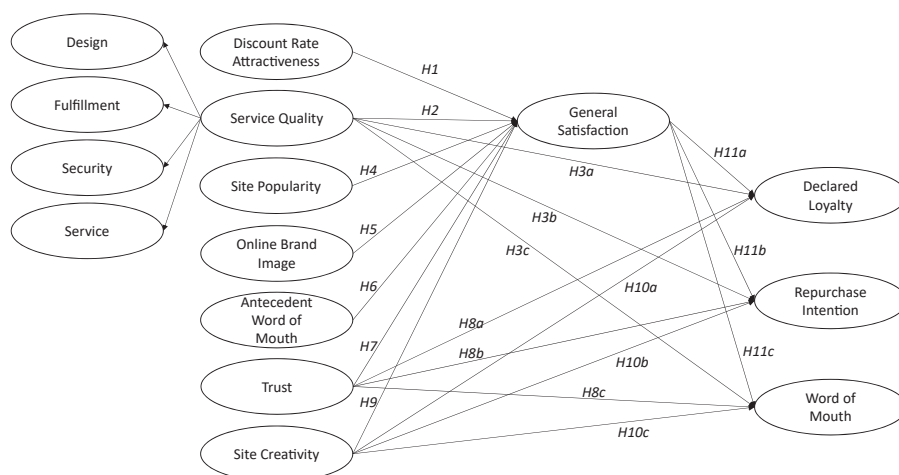 Design
Fulfillment
Security
Service
Discount Rate
Attractiveness
Service Quality
Site Popularity
Online Brand
Image
Antecedent
Word of
Mouth
Trust
Site Creativity
H1
H2
H4
H5
H6
H7
H9
H3a
H3b
H3c
H8a
H8b
H8c
H10a
H10b
H10c
General
Satisfaction
H11a
H11b
H11c
Declared
Loyalty
Repurchase
Intention
Word of
Mouth